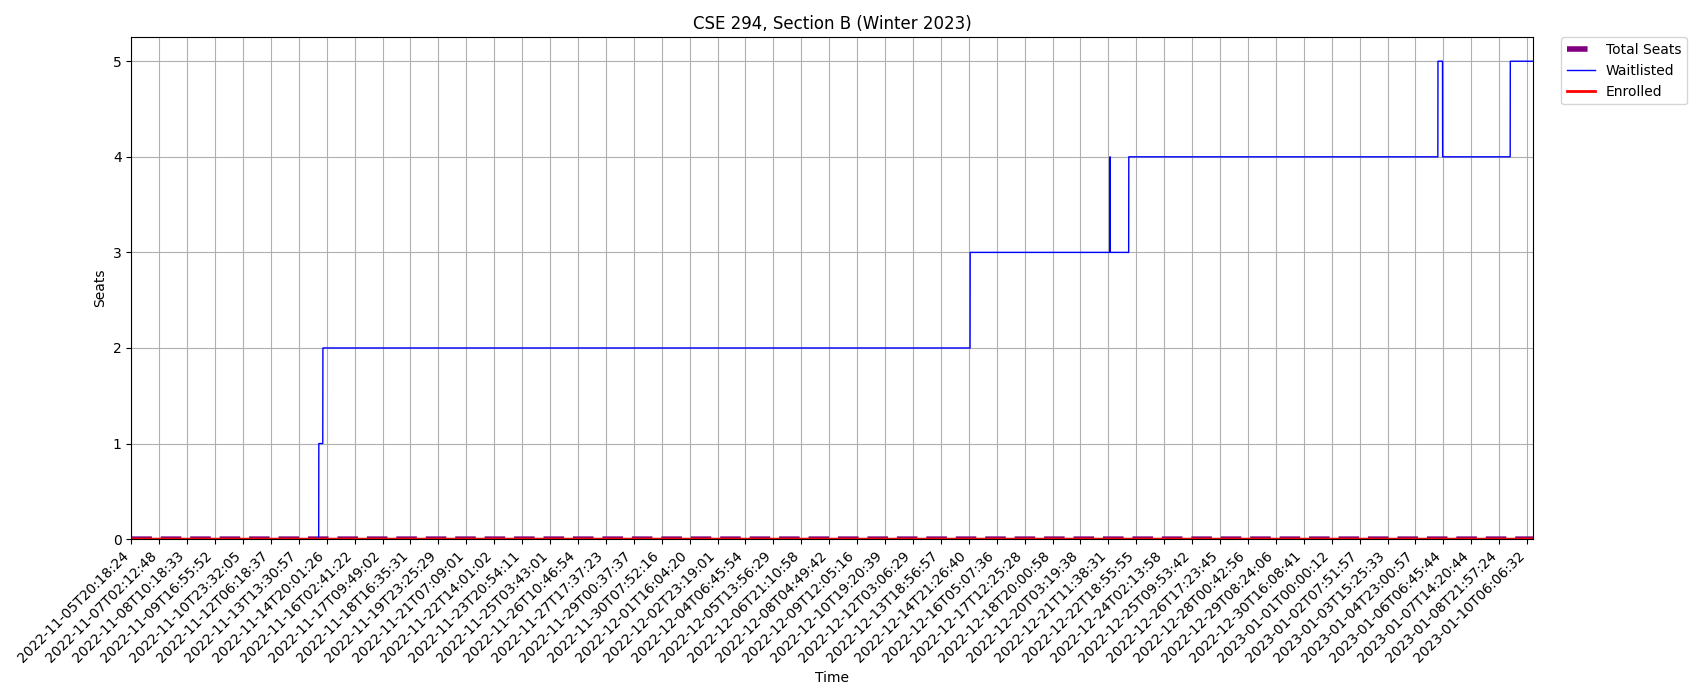 CSE 294, Section B (Winter 2023)
Total Seats
Waitlisted
Enrolled
5
4
3
2
1
0
Seats
2022-11-05T20:18:24
2022-11-07T02:12:48
2022-11-08T10:18:33
2022-11-09T16:55:52
2022-11-10T23:32:05
2022-11-12T06:18:37
2022-11-13T13:30:57
2022-11-14T20:01:26
2022-11-16T02:41:22
2022-11-17T09:49:02
2022-11-18T16:35:31
2022-11-19T23:25:29
2022-11-21T07:09:01
2022-11-22T14:01:02
2022-11-23T20:54:11
2022-11-25T03:43:01
2022-11-26T10:46:54
2022-11-27T17:37:23
2022-11-29T00:37:37
2022-11-30T07:52:16
2022-12-01T16:04:20
2022-12-02T23:19:01
2022-12-04T06:45:54
2022-12-05T13:56:29
2022-12-06T21:10:58
2022-12-08T04:49:42
2022-12-09T12:05:16
2022-12-10T19:20:39
2022-12-12T03:06:29
2022-12-13T18:56:57
2022-12-14T21:26:40
2022-12-16T05:07:36
2022-12-17T12:25:28
2022-12-18T20:00:58
2022-12-20T03:19:38
2022-12-21T11:38:31
2022-12-22T18:55:55
2022-12-24T02:13:58
2022-12-25T09:53:42
2022-12-26T17:23:45
2022-12-28T00:42:56
2022-12-29T08:24:06
2022-12-30T16:08:41
2023-01-01T00:00:12
2023-01-02T07:51:57
2023-01-03T15:25:33
2023-01-04T23:00:57
2023-01-06T06:45:44
2023-01-07T14:20:44
2023-01-08T21:57:24
2023-01-10T06:06:32
Time